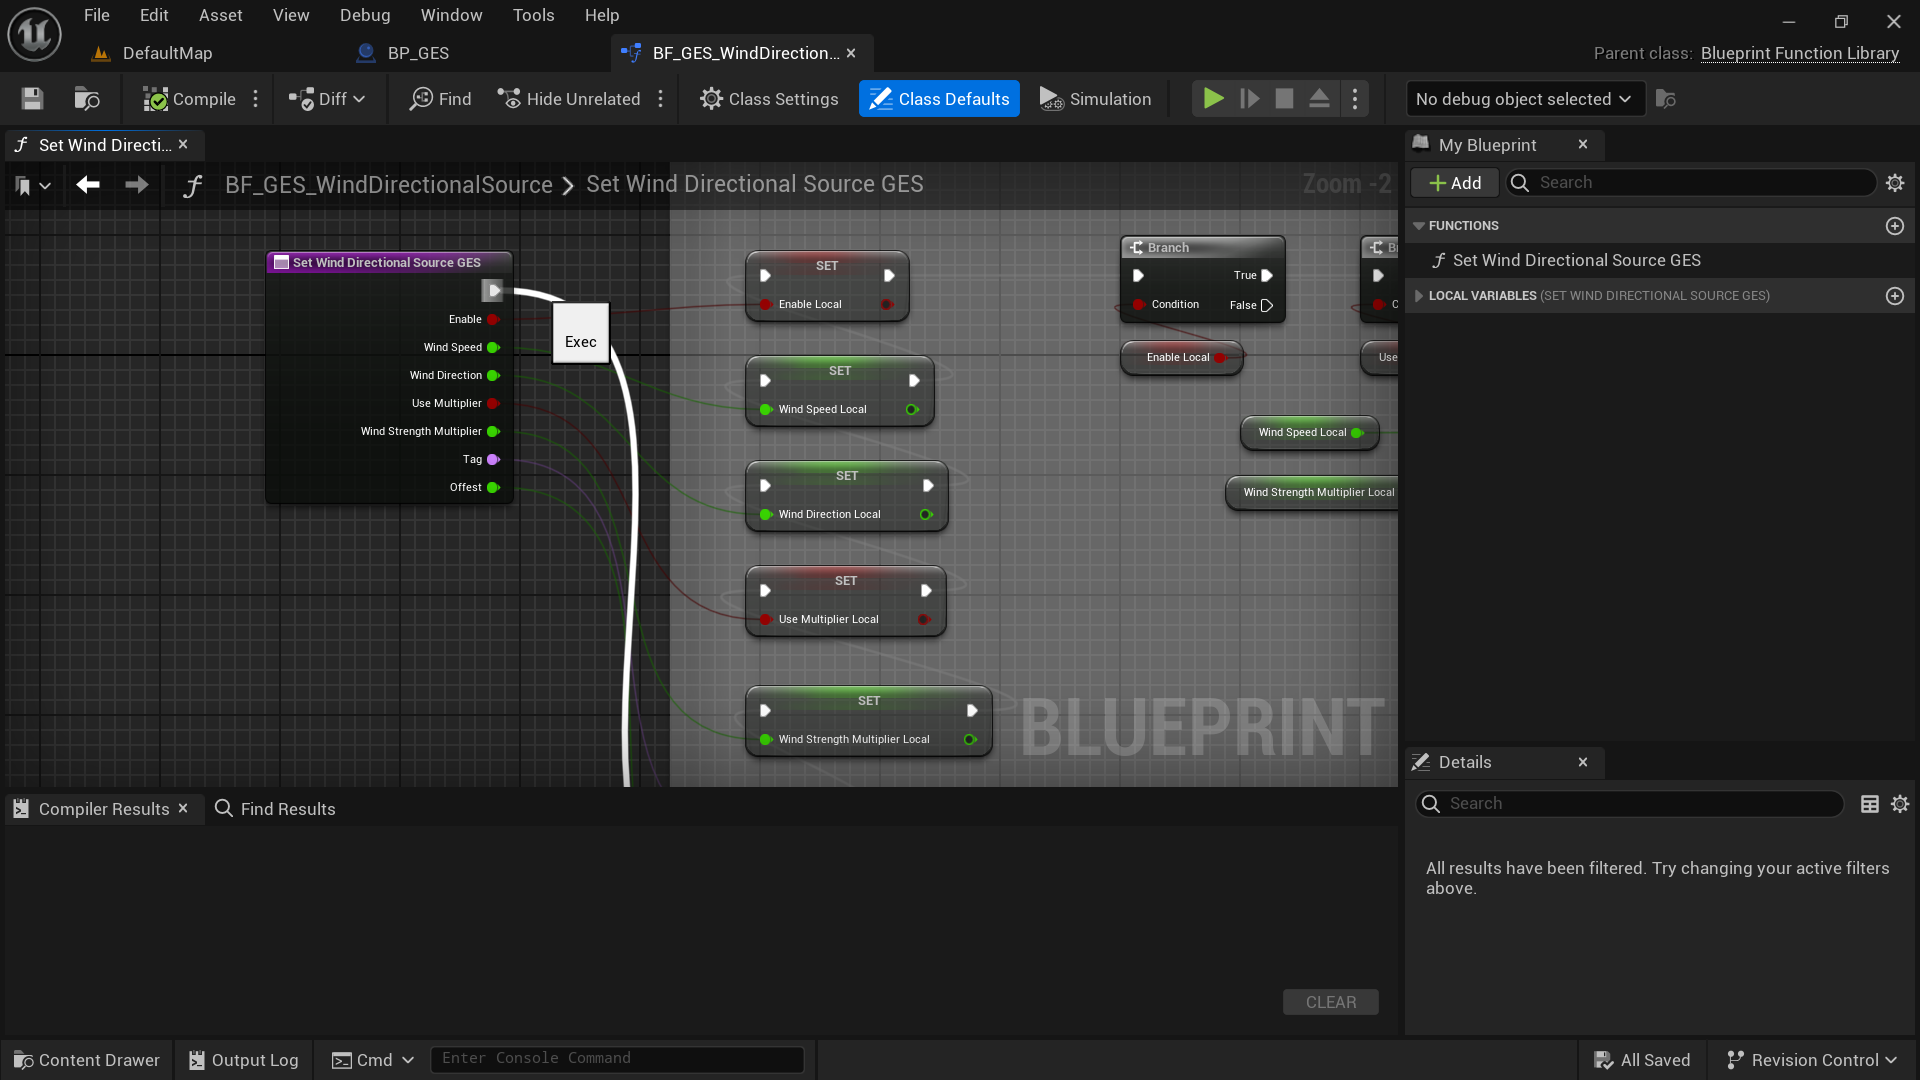 File Edit Asset View Debug Window Tools Help
DefaultMap BP_GES BF_GES_WindDirection... Parent class: Blueprint Function Library
Compile Diff Find Hide Unrelated Class Settings Class Defaults Simulation No debug object selected
Set Wind Directi... My Blueprint
BF_GES_WindDirectionalSource Set Wind Directional Source GES Zoom -2
Add Search
FUNCTIONS
Set Wind Directional Source GES
LOCAL VARIABLES (SET WIND DIRECTIONAL SOURCE GES)
Set Wind Directional Source GES
Enable
Wind Speed
Wind Direction
Use Multiplier
Wind Strength Multiplier
Tag
Offest
Exec
SET
Enable Local
SET
Wind Speed Local
SET
Wind Direction Local
SET
Use Multiplier Local
SET
Wind Strength Multiplier Local
Branch
True
Condition False
Enable Local
Use
Wind Speed Local
Wind Strength Multiplier Local
BLUEPRINT
Details
Search
All results have been filtered. Try changing your active filters
above.
Compiler Results Find Results
CLEAR
Content Drawer Output Log Cmd Enter Console Command All Saved Revision Control